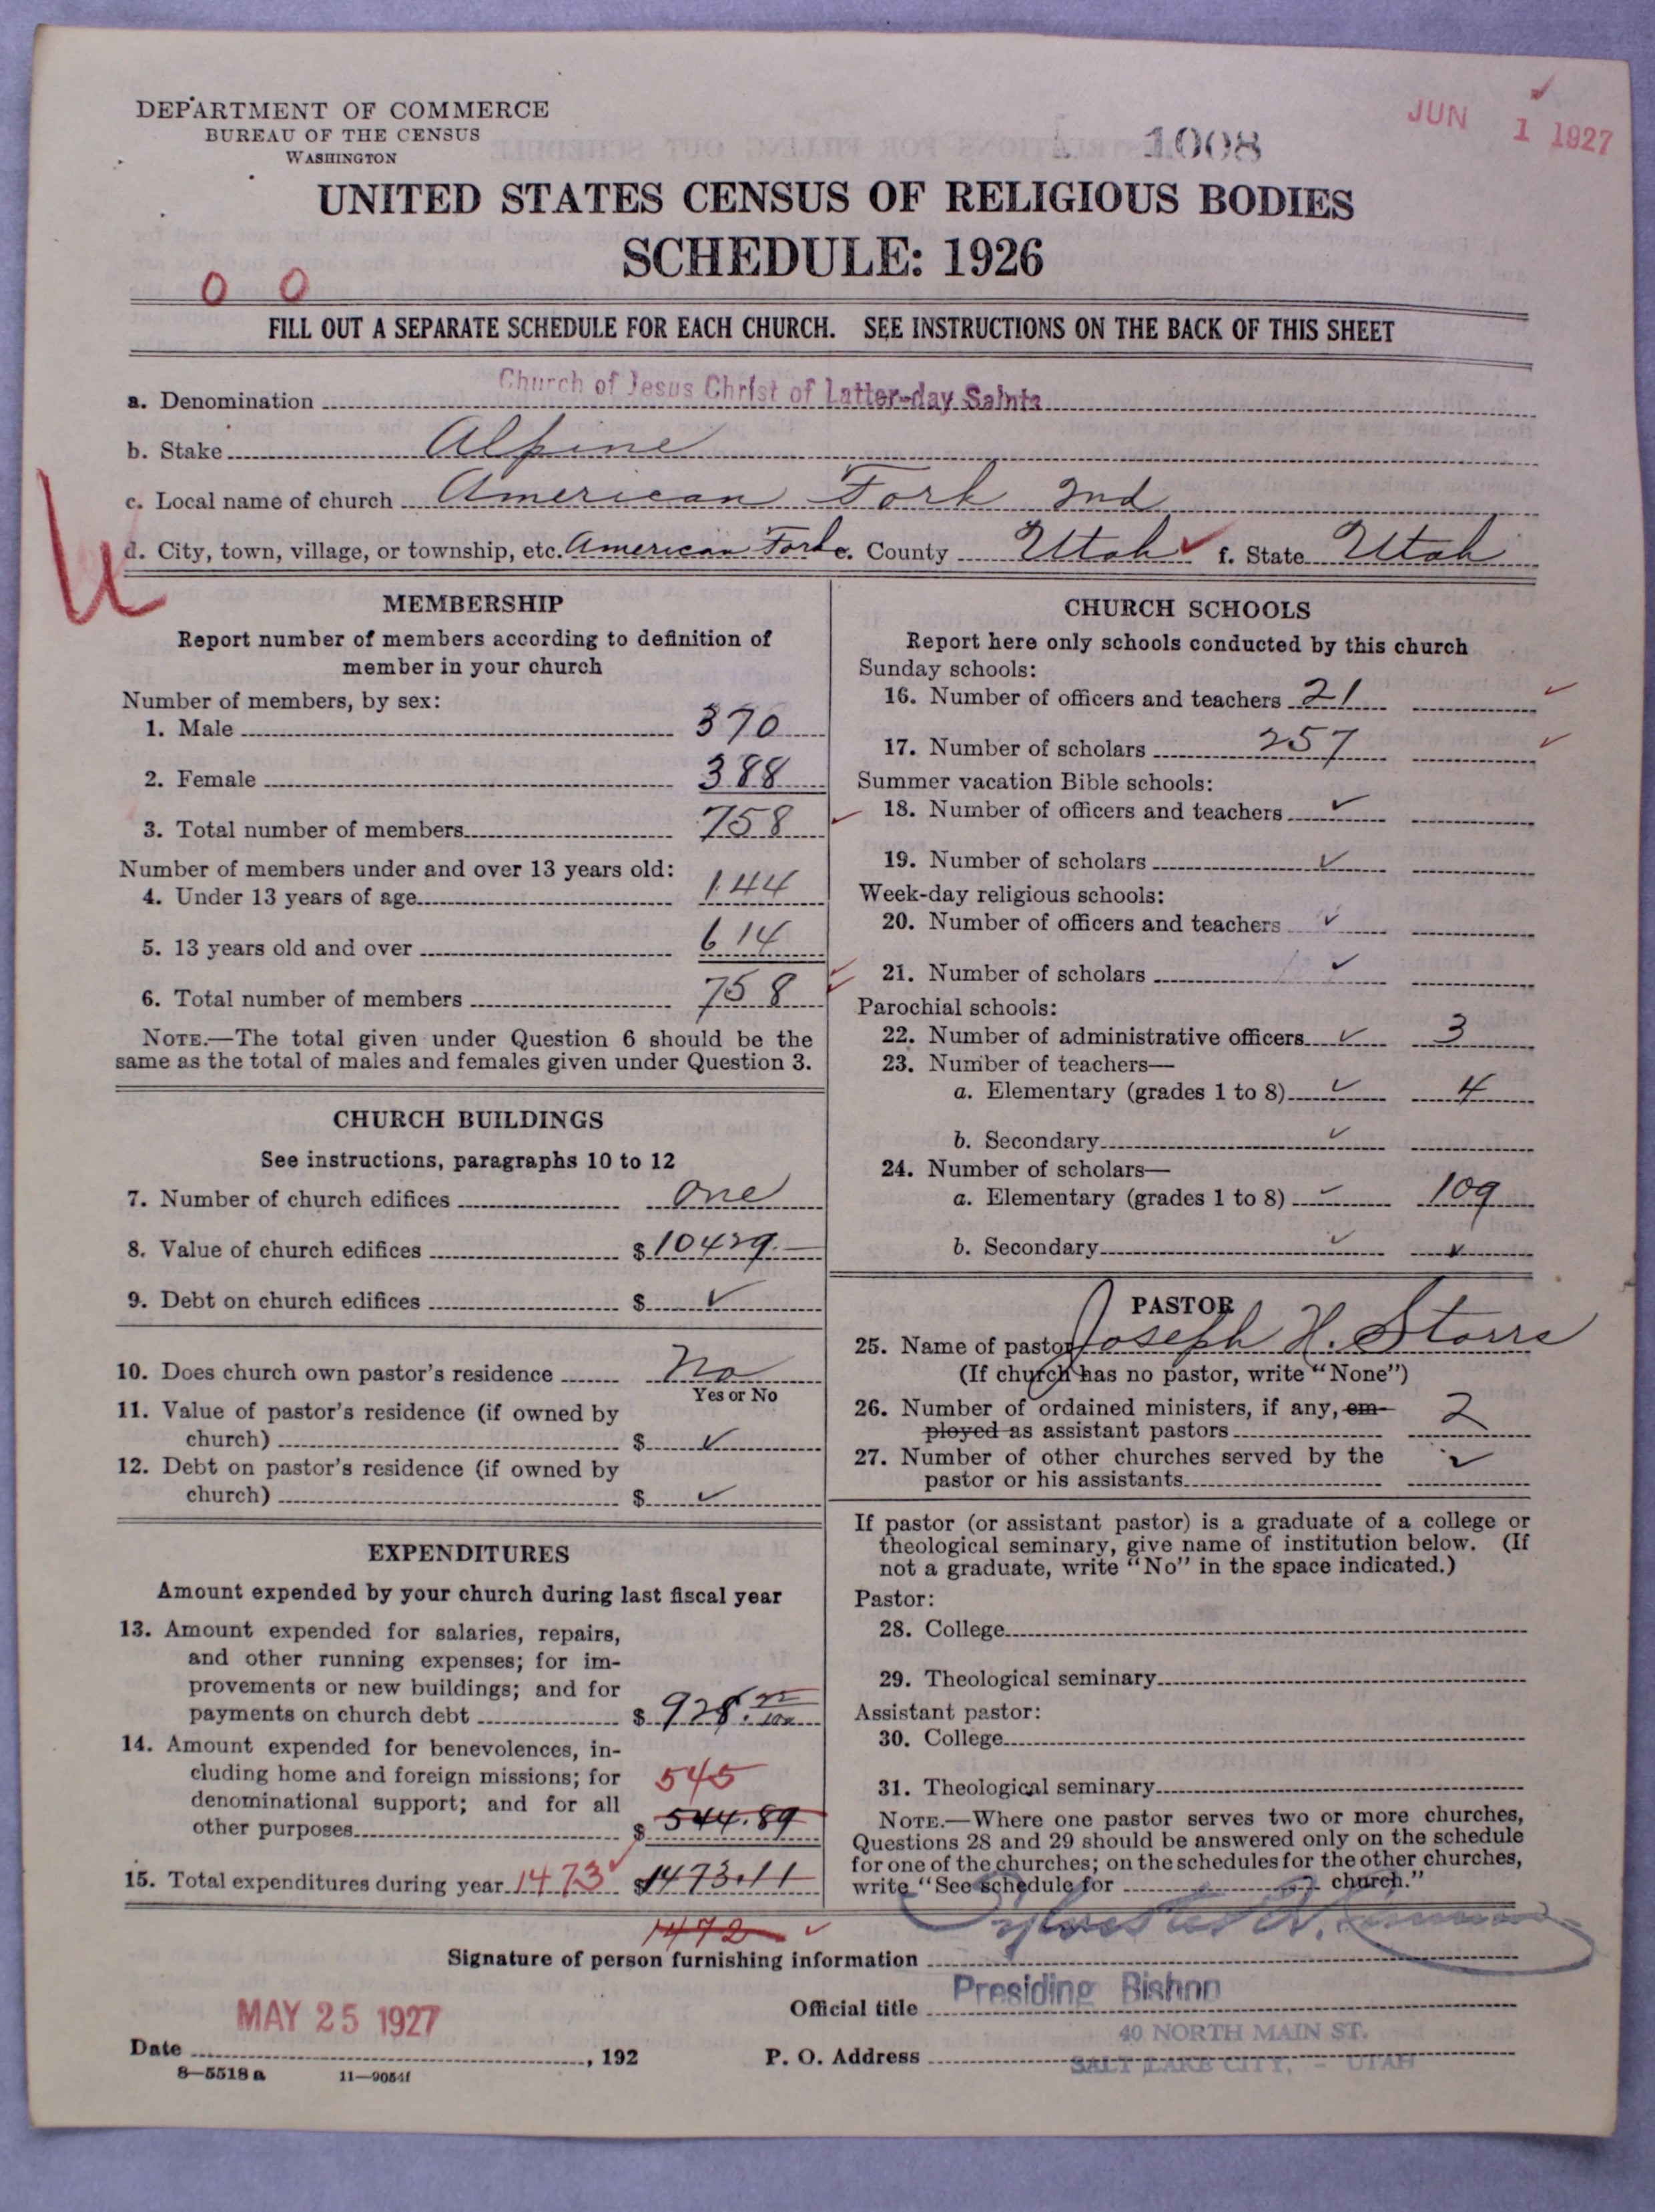 DEPARTMENT OF COMMERCE
BUREAU OF THE CENSUS
WASHINGTON
1008
JUN 1 1927
UNITED STATES CENSUS OF RELIGIOUS BODIES
SCHEDULE: 1926
0 0
FILL OUT A SEPARATE SCHEDULE FOR EACH CHURCH. SEE INSTRUCTIONS ON THE BACK OF THIS SHEET
a. Denomination Church of Jesus Christ of Latter-day Saints
b. Stake Alpine
c. Local name of church American Fork 2nd
d. City, town, village, or township, etc. American Fork e. County Utah ✓ f. State Utah
MEMBERSHIP
Report number of members according to definition of
member in your church
Number of members, by sex:
1. Male 370
2. Female 388
3. Total number of members 758 ✓
Number of members under and over 13 years old:
4. Under 13 years of age 144
5. 13 years old and over 614
6. Total number of members 758 ✓
NOTE.—The total given under Question 6 should be the
same as the total of males and females given under Question 3.
CHURCH BUILDINGS
See instructions, paragraphs 10 to 12
7. Number of church edifices one
8. Value of church edifices $10429.—
9. Debt on church edifices $ ✓
10. Does church own pastor's residence No
Yes or No
11. Value of pastor's residence (if owned by
church) $ ✓
12. Debt on pastor's residence (if owned by
church) $ ✓
EXPENDITURES
Amount expended by your church during last fiscal year
13. Amount expended for salaries, repairs,
and other running expenses; for im-
provements or new buildings; and for
payments on church debt $ 928.22/100
14. Amount expended for benevolences, in-
cluding home and foreign missions; for 545
denominational support; and for all
other purposes $ 544.89
15. Total expenditures during year 1473 ✓ $1473.11
1472 ✓
CHURCH SCHOOLS
Report here only schools conducted by this church
Sunday schools:
16. Number of officers and teachers 21 ✓
17. Number of scholars 257 ✓
Summer vacation Bible schools:
18. Number of officers and teachers ✓
19. Number of scholars ✓
Week-day religious schools:
20. Number of officers and teachers ✓
21. Number of scholars ✓
Parochial schools:
22. Number of administrative officers ✓ 3
23. Number of teachers—
a. Elementary (grades 1 to 8) ✓ 4
b. Secondary ✓
24. Number of scholars—
a. Elementary (grades 1 to 8) ✓ 109
b. Secondary ✓ ✓
PASTOR
25. Name of pastor Joseph H. Storrs
(If church has no pastor, write "None")
26. Number of ordained ministers, if any, em-
ployed as assistant pastors 2
27. Number of other churches served by the
pastor or his assistants ✓
If pastor (or assistant pastor) is a graduate of a college or
theological seminary, give name of institution below. (If
not a graduate, write "No" in the space indicated.)
Pastor:
28. College
29. Theological seminary
Assistant pastor:
30. College
31. Theological seminary
NOTE.—Where one pastor serves two or more churches,
Questions 28 and 29 should be answered only on the schedule
for one of the churches; on the schedules for the other churches,
write "See schedule for church."
Signature of person furnishing information
Official title Presiding Bishop
MAY 25 1927
Date , 192
P. O. Address 40 NORTH MAIN ST.
SALT LAKE CITY, - UTAH
8—5518 a 11—9054f